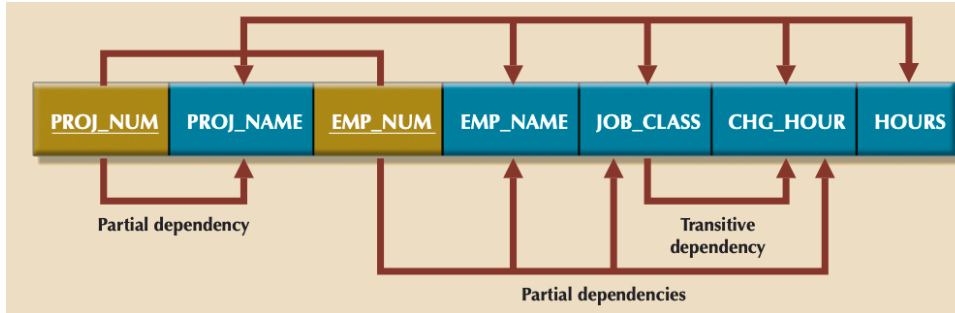 PROJ_NUM PROJ_NAME EMP_NUM EMP_NAME JOB_CLASS CHG_HOUR HOURS
Partial dependency
Transitive
dependency
Partial dependencies